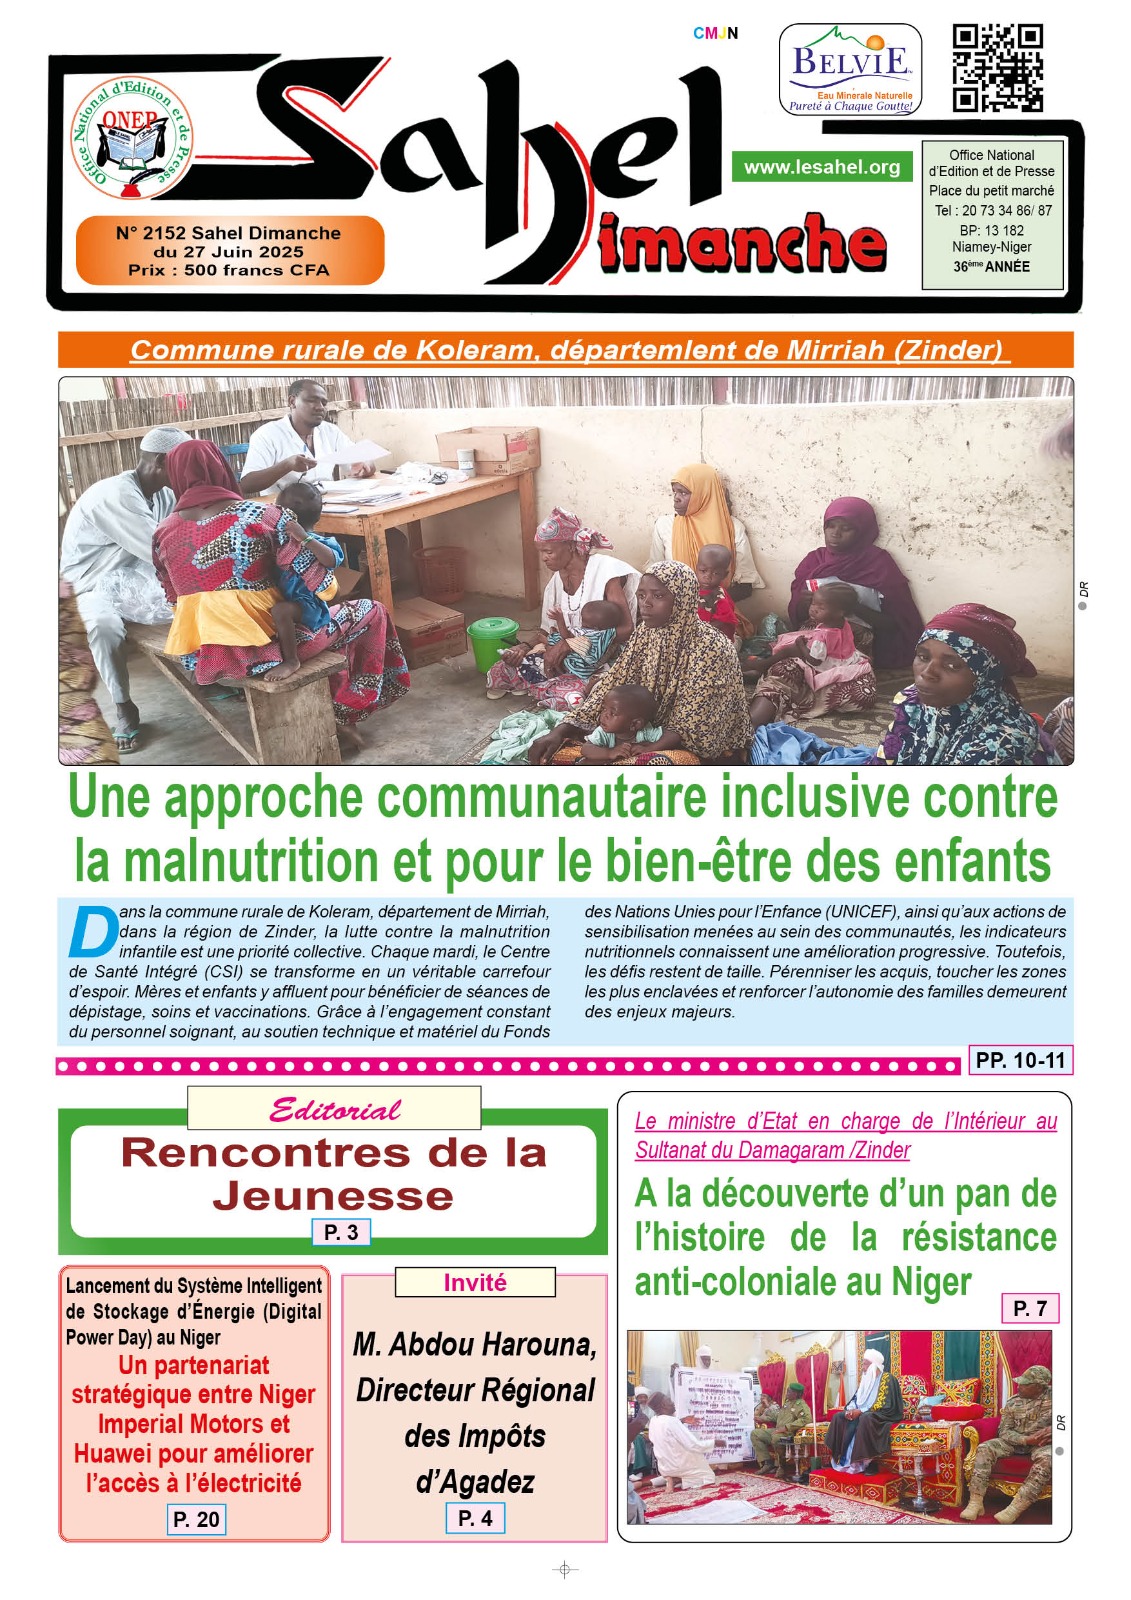 CMJN
BELVIE
Eau Minerale Naturelle
Pureté à Chaque Goutte!
Office National d'Edition et de Presse
ONEP
Sahel
Dimanche
www.lesahel.org
N° 2152 Sahel Dimanche
du 27 Juin 2025
Prix : 500 francs CFA
Office National
d'Edition et de Presse
Place du petit marché
Tel : 20 73 34 86/ 87
BP: 13 182
Niamey-Niger
36ème ANNÉE
Commune rurale de Koleram, départemlent de Mirriah (Zinder)
DR
Une approche communautaire inclusive contre
la malnutrition et pour le bien-être des enfants
Dans la commune rurale de Koleram, département de Mirriah,
dans la région de Zinder, la lutte contre la malnutrition
infantile est une priorité collective. Chaque mardi, le Centre
de Santé Intégré (CSI) se transforme en un véritable carrefour
d'espoir. Mères et enfants y affluent pour bénéficier de séances de
dépistage, soins et vaccinations. Grâce à l'engagement constant
du personnel soignant, au soutien technique et matériel du Fonds
des Nations Unies pour l'Enfance (UNICEF), ainsi qu'aux actions de
sensibilisation menées au sein des communautés, les indicateurs
nutritionnels connaissent une amélioration progressive. Toutefois,
les défis restent de taille. Pérenniser les acquis, toucher les zones
les plus enclavées et renforcer l'autonomie des familles demeurent
des enjeux majeurs.
PP. 10-11
Editorial
Rencontres de la
Jeunesse
P. 3
Lancement du Système Intelligent
de Stockage d'Énergie (Digital
Power Day) au Niger
Un partenariat
stratégique entre Niger
Imperial Motors et
Huawei pour améliorer
l'accès à l'électricité
P. 20
Invité
M. Abdou Harouna,
Directeur Régional
des Impôts
d'Agadez
P. 4
Le ministre d'Etat en charge de l'Intérieur au
Sultanat du Damagaram /Zinder
A la découverte d'un pan de
l'histoire de la résistance
anti-coloniale au Niger
P. 7
DR